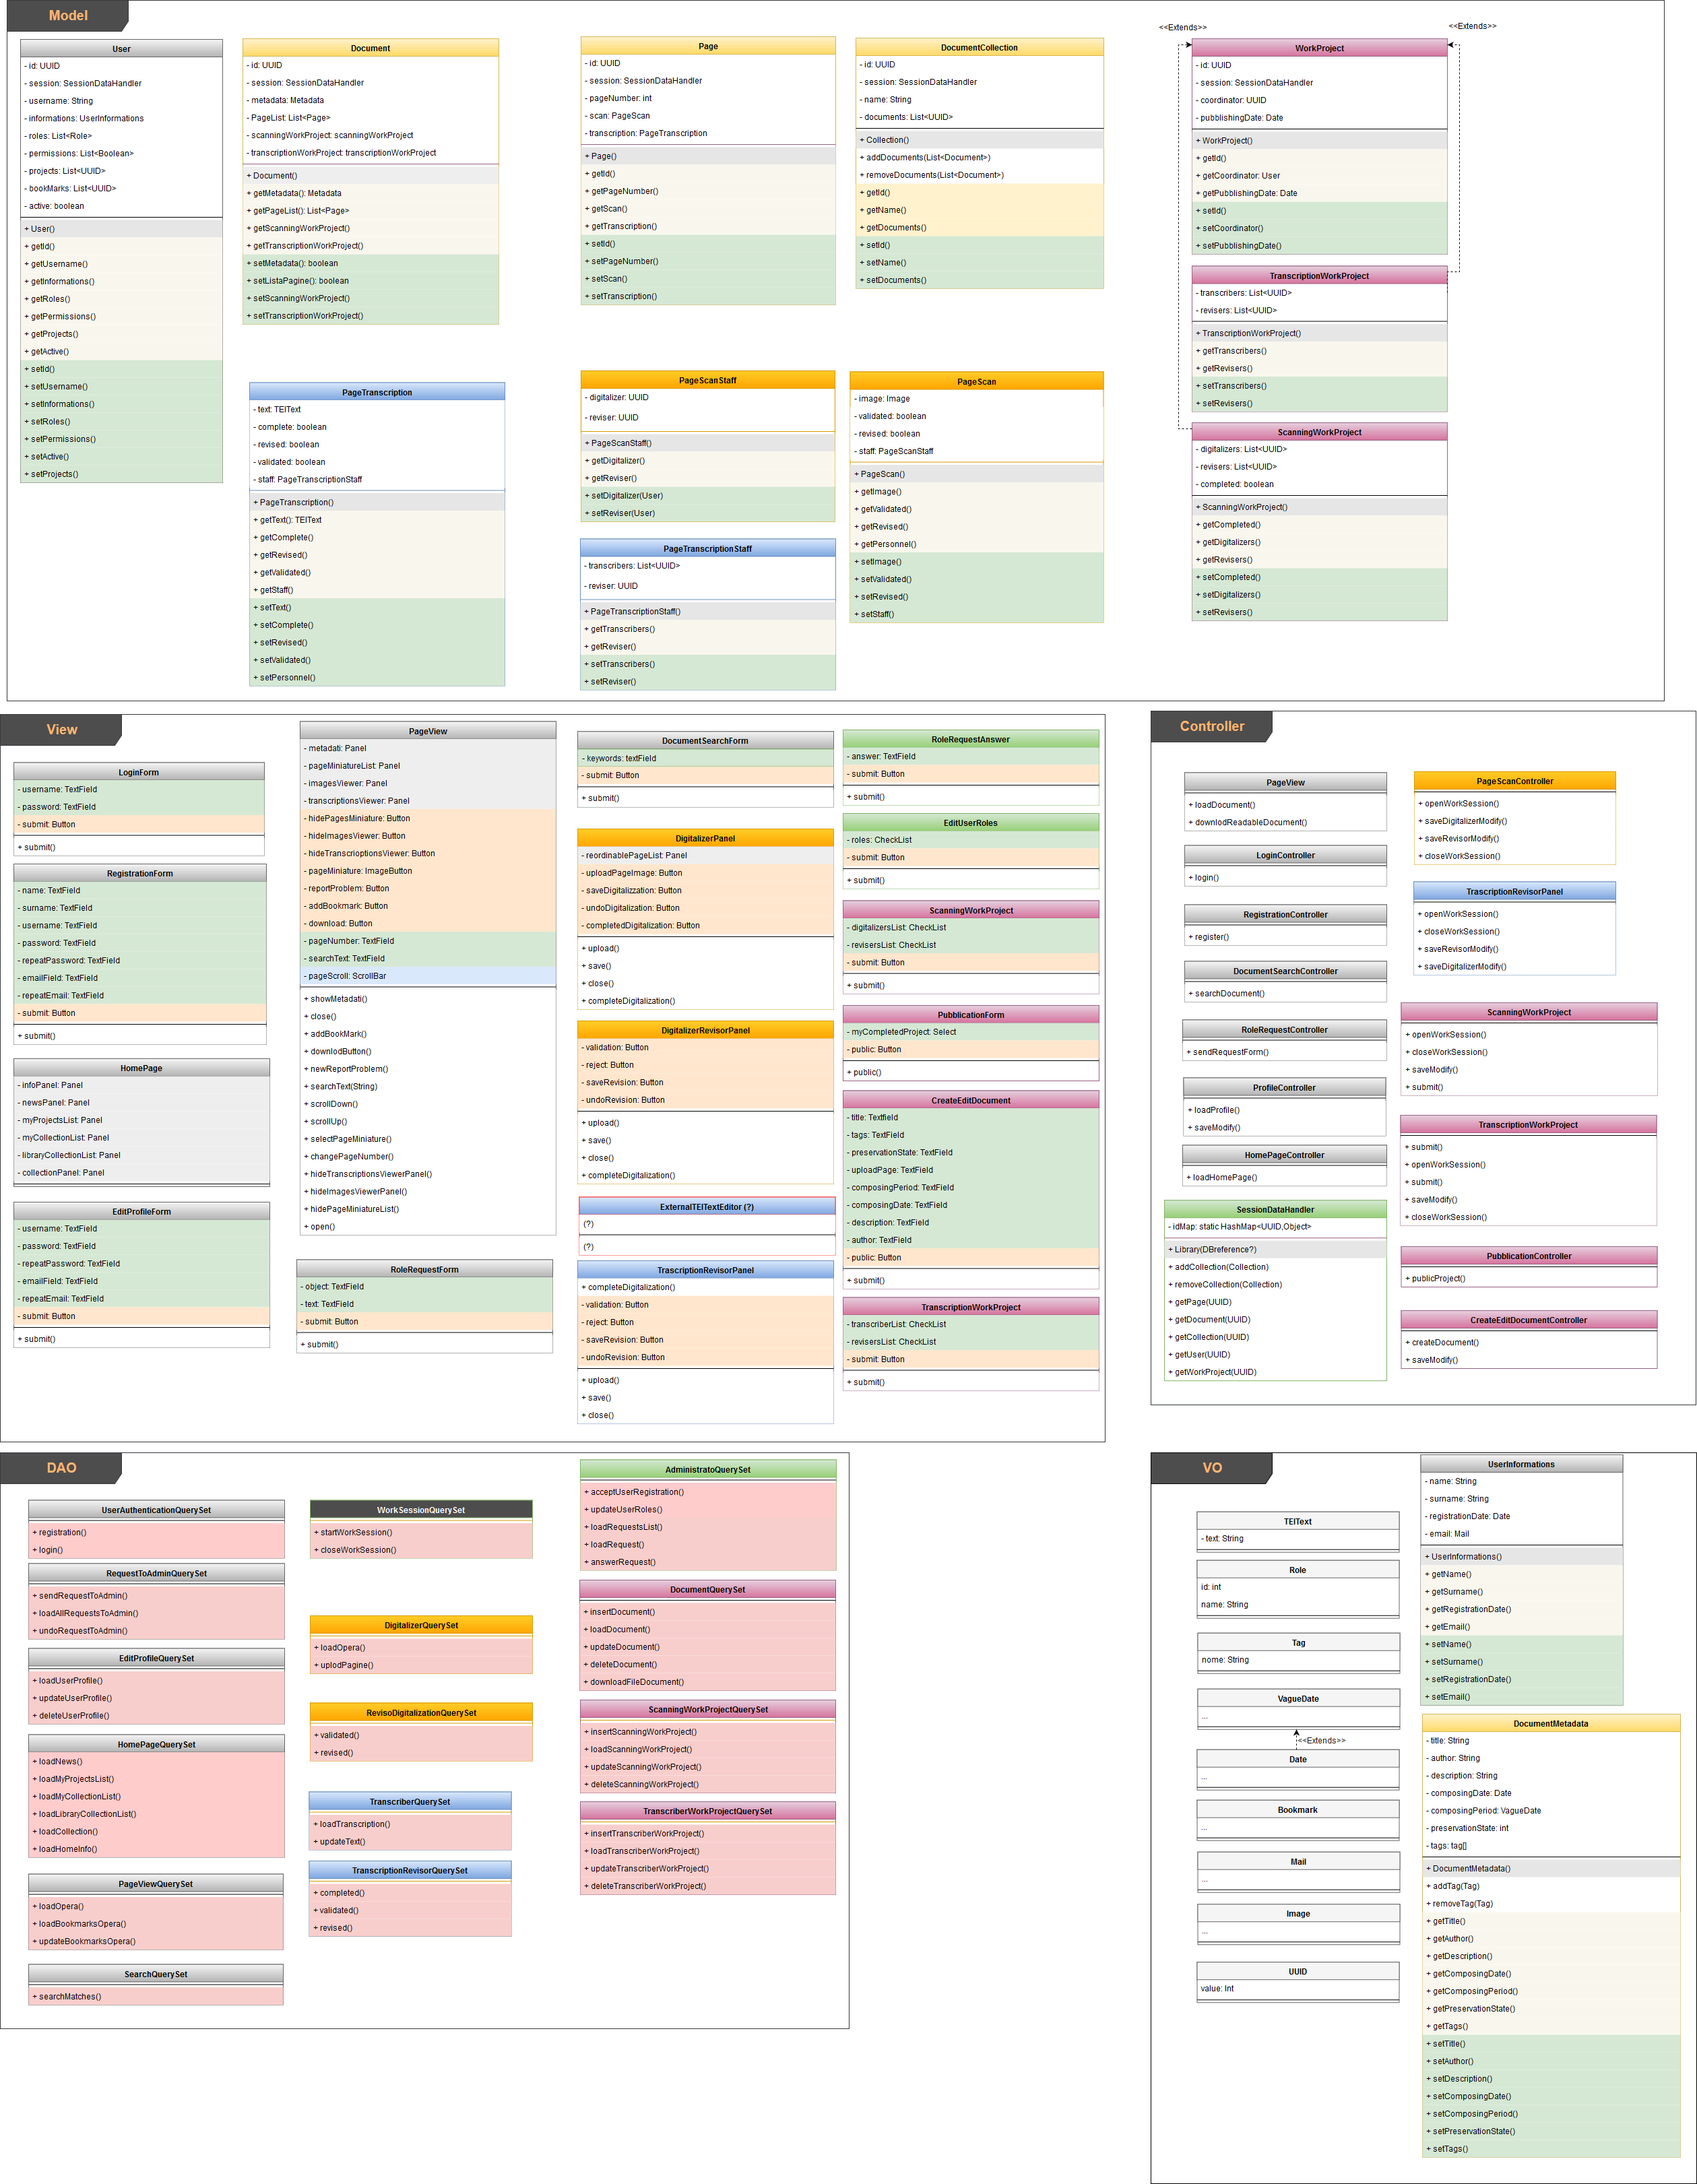 Model
<<Extends>>
<<Extends>>
User
- id: UUID
- session: SessionDataHandler
- username: String
- informations: UserInformations
- roles: List<Role>
- permissions: List<Boolean>
- projects: List<UUID>
- bookMarks: List<UUID>
- active: boolean
+ User()
+ getId()
+ getUsername()
+ getInformations()
+ getRoles()
+ getPermissions()
+ getProjects()
+ getActive()
+ setId()
+ setUsername()
+ setInformations()
+ setRoles()
+ setPermissions()
+ setActive()
+ setProjects()
Document
- id: UUID
- session: SessionDataHandler
- metadata: Metadata
- PageList: List<Page>
- scanningWorkProject: scanningWorkProject
- transcriptionWorkProject: transcriptionWorkProject
+ Document()
+ getMetadata(): Metadata
+ getPageList(): List<Page>
+ getScanningWorkProject()
+ getTranscriptionWorkProject()
+ setMetadata(): boolean
+ setListaPagine(): boolean
+ setScanningWorkProject()
+ setTranscriptionWorkProject()
Page
- id: UUID
- session: SessionDataHandler
- pageNumber: int
- scan: PageScan
- transcription: PageTranscription
+ Page()
+ getId()
+ getPageNumber()
+ getScan()
+ getTranscription()
+ setId()
+ setPageNumber()
+ setScan()
+ setTranscription()
DocumentCollection
- id: UUID
- session: SessionDataHandler
- name: String
- documents: List<UUID>
+ Collection()
+ addDocuments(List<Document>)
+ removeDocuments(List<Document>)
+ getId()
+ getName()
+ getDocuments()
+ setId()
+ setName()
+ setDocuments()
WorkProject
- id: UUID
- session: SessionDataHandler
- coordinator: UUID
- pubblishingDate: Date
+ WorkProject()
+ getId()
+ getCoordinator: User
+ getPubblishingDate: Date
+ setId()
+ setCoordinator()
+ setPubblishingDate()
TranscriptionWorkProject
- transcribers: List<UUID>
- revisers: List<UUID>
+ TranscriptionWorkProject()
+ getTranscribers()
+ getRevisers()
+ setTranscribers()
+ setRevisers()
ScanningWorkProject
- digitalizers: List<UUID>
- revisers: List<UUID>
- completed: boolean
+ ScanningWorkProject()
+ getCompleted()
+ getDigitalizers()
+ getRevisers()
+ setCompleted()
+ setDigitalizers()
+ setRevisers()
PageTranscription
- text: TEIText
- complete: boolean
- revised: boolean
- validated: boolean
- staff: PageTranscriptionStaff
+ PageTranscription()
+ getText(): TEIText
+ getComplete()
+ getRevised()
+ getValidated()
+ getStaff()
+ setText()
+ setComplete()
+ setRevised()
+ setValidated()
+ setPersonnel()
PageScanStaff
- digitalizer: UUID
- reviser: UUID
+ PageScanStaff()
+ getDigitalizer()
+ getReviser()
+ setDigitalizer(User)
+ setReviser(User)
PageTranscriptionStaff
- transcribers: List<UUID>
- reviser: UUID
+ PageTranscriptionStaff()
+ getTranscribers()
+ getReviser()
+ setTranscribers()
+ setReviser()
PageScan
- image: Image
- validated: boolean
- revised: boolean
- staff: PageScanStaff
+ PageScan()
+ getImage()
+ getValidated()
+ getRevised()
+ getPersonnel()
+ setImage()
+ setValidated()
+ setRevised()
+ setStaff()
View
LoginForm
- username: TextField
- password: TextField
- submit: Button
+ submit()
RegistrationForm
- name: TextField
- surname: TextField
- username: TextField
- password: TextField
- repeatPassword: TextField
- emailField: TextField
- repeatEmail: TextField
- submit: Button
+ submit()
HomePage
- infoPanel: Panel
- newsPanel: Panel
- myProjectsList: Panel
- myCollectionList: Panel
- libraryCollectionList: Panel
- collectionPanel: Panel
EditProfileForm
- username: TextField
- password: TextField
- repeatPassword: TextField
- emailField: TextField
- repeatEmail: TextField
- submit: Button
+ submit()
PageView
- metadati: Panel
- pageMiniatureList: Panel
- imagesViewer: Panel
- transcriptionsViewer: Panel
- hidePagesMiniature: Button
- hideImagesViewer: Button
- hideTranscrioptionsViewer: Button
- pageMiniature: ImageButton
- reportProblem: Button
- addBookmark: Button
- download: Button
- pageNumber: TextField
- searchText: TextField
- pageScroll: ScrollBar
+ showMetadati()
+ close()
+ addBookMark()
+ downlodButton()
+ newReportProblem()
+ searchText(String)
+ scrollDown()
+ scrollUp()
+ selectPageMiniature()
+ changePageNumber()
+ hideTranscriptionsViewerPanel()
+ hideImagesViewerPanel()
+ hidePageMiniatureList()
+ open()
RoleRequestForm
- object: TextField
- text: TextField
- submit: Button
+ submit()
DocumentSearchForm
- keywords: textField
- submit: Button
+ submit()
DigitalizerPanel
- reordinablePageList: Panel
- uploadPageImage: Button
- saveDigitalizzation: Button
- undoDigitalization: Button
- completedDigitalization: Button
+ upload()
+ save()
+ close()
+ completeDigitalization()
DigitalizerRevisorPanel
- validation: Button
- reject: Button
- saveRevision: Button
- undoRevision: Button
+ upload()
+ save()
+ close()
+ completeDigitalization()
ExternalTEITextEditor (?)
(?)
(?)
TrascriptionRevisorPanel
+ completeDigitalization()
- validation: Button
- reject: Button
- saveRevision: Button
- undoRevision: Button
+ upload()
+ save()
+ close()
RoleRequestAnswer
- answer: TextField
- submit: Button
+ submit()
EditUserRoles
- roles: CheckList
- submit: Button
+ submit()
ScanningWorkProject
- digitalizersList: CheckList
- revisersList: CheckList
- submit: Button
+ submit()
PubblicationForm
- myCompletedProject: Select
- public: Button
+ public()
CreateEditDocument
- title: Textfield
- tags: TextField
- preservationState: TextField
- uploadPage: TextField
- composingPeriod: TextField
- composingDate: TextField
- description: TextField
- author: TextField
- public: Button
+ submit()
TranscriptionWorkProject
- transcriberList: CheckList
- revisersList: CheckList
- submit: Button
+ submit()
Controller
PageView
+ loadDocument()
+ downlodReadableDocument()
LoginController
+ login()
RegistrationController
+ register()
DocumentSearchController
+ searchDocument()
RoleRequestController
+ sendRequestForm()
ProfileController
+ loadProfile()
+ saveModify()
HomePageController
+ loadHomePage()
SessionDataHandler
- idMap: static HashMap<UUID,Object>
+ Library(DBreference?)
+ addCollection(Collection)
+ removeCollection(Collection)
+ getPage(UUID)
+ getDocument(UUID)
+ getCollection(UUID)
+ getUser(UUID)
+ getWorkProject(UUID)
PageScanController
+ openWorkSession()
+ saveDigitalizerModify()
+ saveRevisorModify()
+ closeWorkSession()
TrascriptionRevisorPanel
+ openWorkSession()
+ closeWorkSession()
+ saveRevisorModify()
+ saveDigitalizerModify()
ScanningWorkProject
+ openWorkSession()
+ closeWorkSession()
+ saveModify()
+ submit()
TranscriptionWorkProject
+ submit()
+ openWorkSession()
+ submit()
+ saveModify()
+ closeWorkSession()
PubblicationController
+ publicProject()
CreateEditDocumentController
+ createDocument()
+ saveModify()
DAO
UserAuthenticationQuerySet
+ registration()
+ login()
RequestToAdminQuerySet
+ sendRequestToAdmin()
+ loadAllRequestsToAdmin()
+ undoRequestToAdmin()
EditProfileQuerySet
+ loadUserProfile()
+ updateUserProfile()
+ deleteUserProfile()
HomePageQuerySet
+ loadNews()
+ loadMyProjectsList()
+ loadMyCollectionList()
+ loadLibraryCollectionList()
+ loadCollection()
+ loadHomeInfo()
PageViewQuerySet
+ loadOpera()
+ loadBookmarksOpera()
+ updateBookmarksOpera()
SearchQuerySet
+ searchMatches()
WorkSessionQuerySet
+ startWorkSession()
+ closeWorkSession()
DigitalizerQuerySet
+ loadOpera()
+ uplodPagine()
RevisoDigitalizationQuerySet
+ validated()
+ revised()
TranscriberQuerySet
+ loadTranscription()
+ updateText()
TranscriptionRevisorQuerySet
+ completed()
+ validated()
+ revised()
AdministratoQuerySet
+ acceptUserRegistration()
+ updateUserRoles()
+ loadRequestsList()
+ loadRequest()
+ answerRequest()
DocumentQuerySet
+ insertDocument()
+ loadDocument()
+ updateDocument()
+ deleteDocument()
+ downloadFileDocument()
ScanningWorkProjectQuerySet
+ insertScanningWorkProject()
+ loadScanningWorkProject()
+ updateScanningWorkProject()
+ deleteScanningWorkProject()
TranscriberWorkProjectQuerySet
+ insertTranscriberWorkProject()
+ loadTranscriberWorkProject()
+ updateTranscriberWorkProject()
+ deleteTranscriberWorkProject()
VO
TEIText
- text: String
Role
id: int
name: String
Tag
nome: String
VagueDate
...
<<Extends>>
Date
...
Bookmark
...
Mail
...
Image
...
UUID
value: Int
UserInformations
- name: String
- surname: String
- registrationDate: Date
- email: Mail
+ UserInformations()
+ getName()
+ getSurname()
+ getRegistrationDate()
+ getEmail()
+ setName()
+ setSurname()
+ setRegistrationDate()
+ setEmail()
DocumentMetadata
- title: String
- author: String
- description: String
- composingDate: Date
- composingPeriod: VagueDate
- preservationState: int
- tags: tag[]
+ DocumentMetadata()
+ addTag(Tag)
+ removeTag(Tag)
+ getTitle()
+ getAuthor()
+ getDescription()
+ getComposingDate()
+ getComposingPeriod()
+ getPreservationState()
+ getTags()
+ setTitle()
+ setAuthor()
+ setDescription()
+ setComposingDate()
+ setComposingPeriod()
+ setPreservationState()
+ setTags()